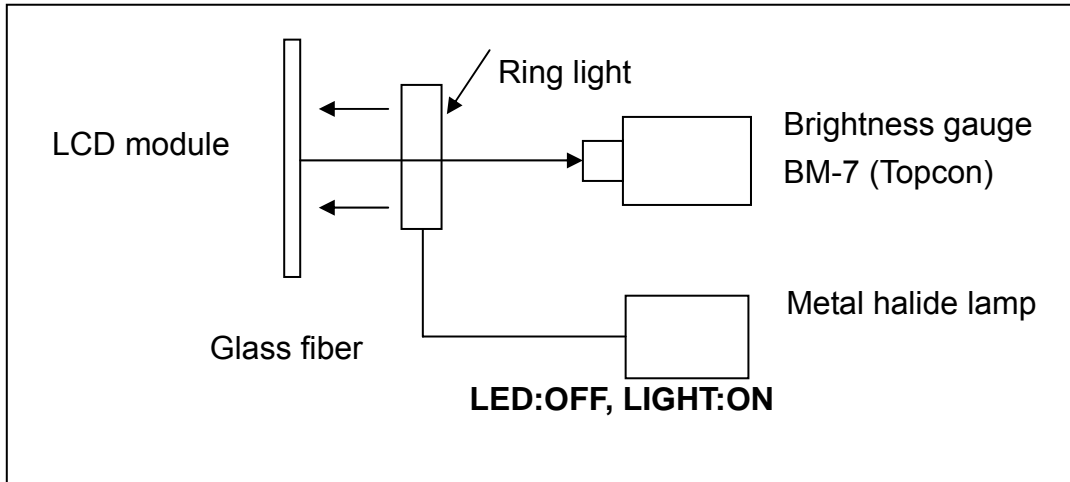 Ring light
LCD module
Brightness gauge
BM-7 (Topcon)
Metal halide lamp
Glass fiber
LED:OFF, LIGHT:ON